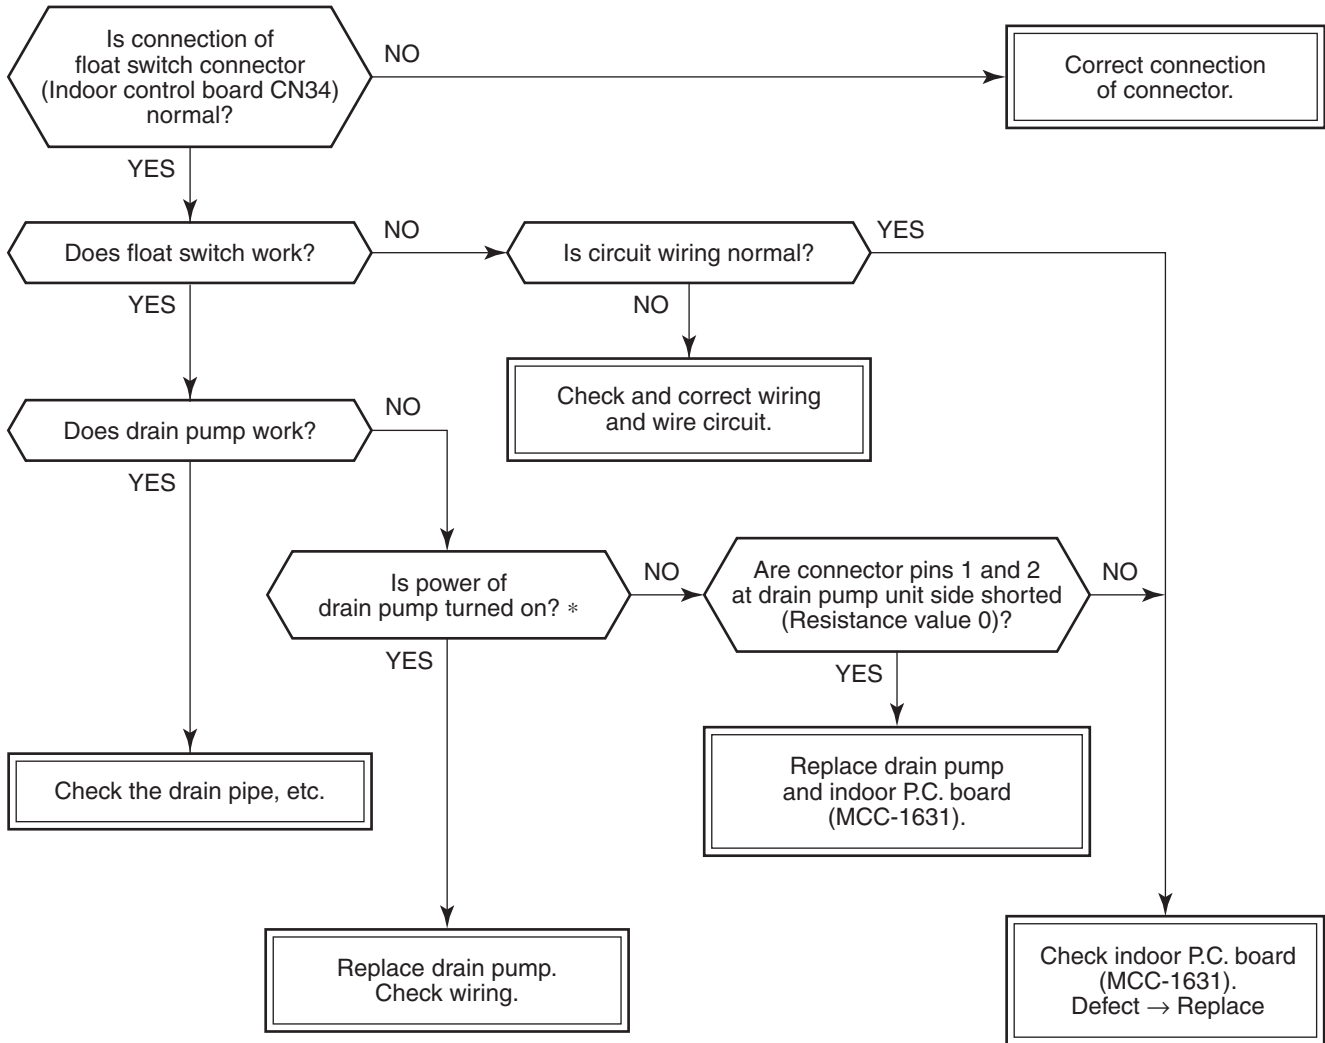 Is connection of
float switch connector
(Indoor control board CN34)
normal?
NO
Correct connection
of connector.
YES
Does float switch work?
NO
Is circuit wiring normal?
YES
YES
NO
Check and correct wiring
and wire circuit.
Does drain pump work?
NO
YES
Is power of
drain pump turned on? *
NO
Are connector pins 1 and 2
at drain pump unit side shorted
(Resistance value 0)?
NO
YES
YES
Check the drain pipe, etc.
Replace drain pump
and indoor P.C. board
(MCC-1631).
Replace drain pump.
Check wiring.
Check indoor P.C. board
(MCC-1631).
Defect → Replace